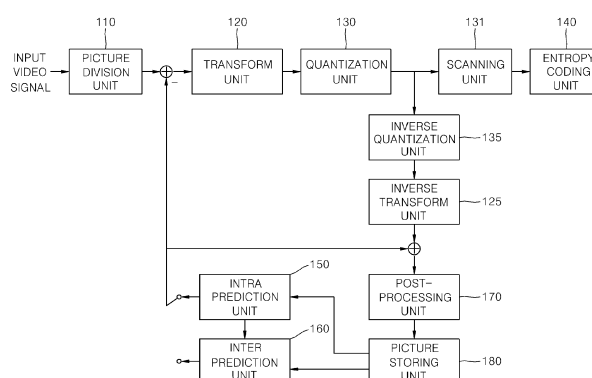 110
120
130
131
140
INPUT
VIDEO
SIGNAL
PICTURE
DIVISION
UNIT
−
TRANSFORM
UNIT
QUANTIZATION
UNIT
SCANNING
UNIT
ENTROPY
CODING
UNIT
INVERSE
QUANTIZATION
UNIT
135
INVERSE
TRANSFORM
UNIT
125
150
INTRA
PREDICTION
UNIT
POST-
PROCESSING
UNIT
170
160
INTER
PREDICTION
UNIT
PICTURE
STORING
UNIT
180